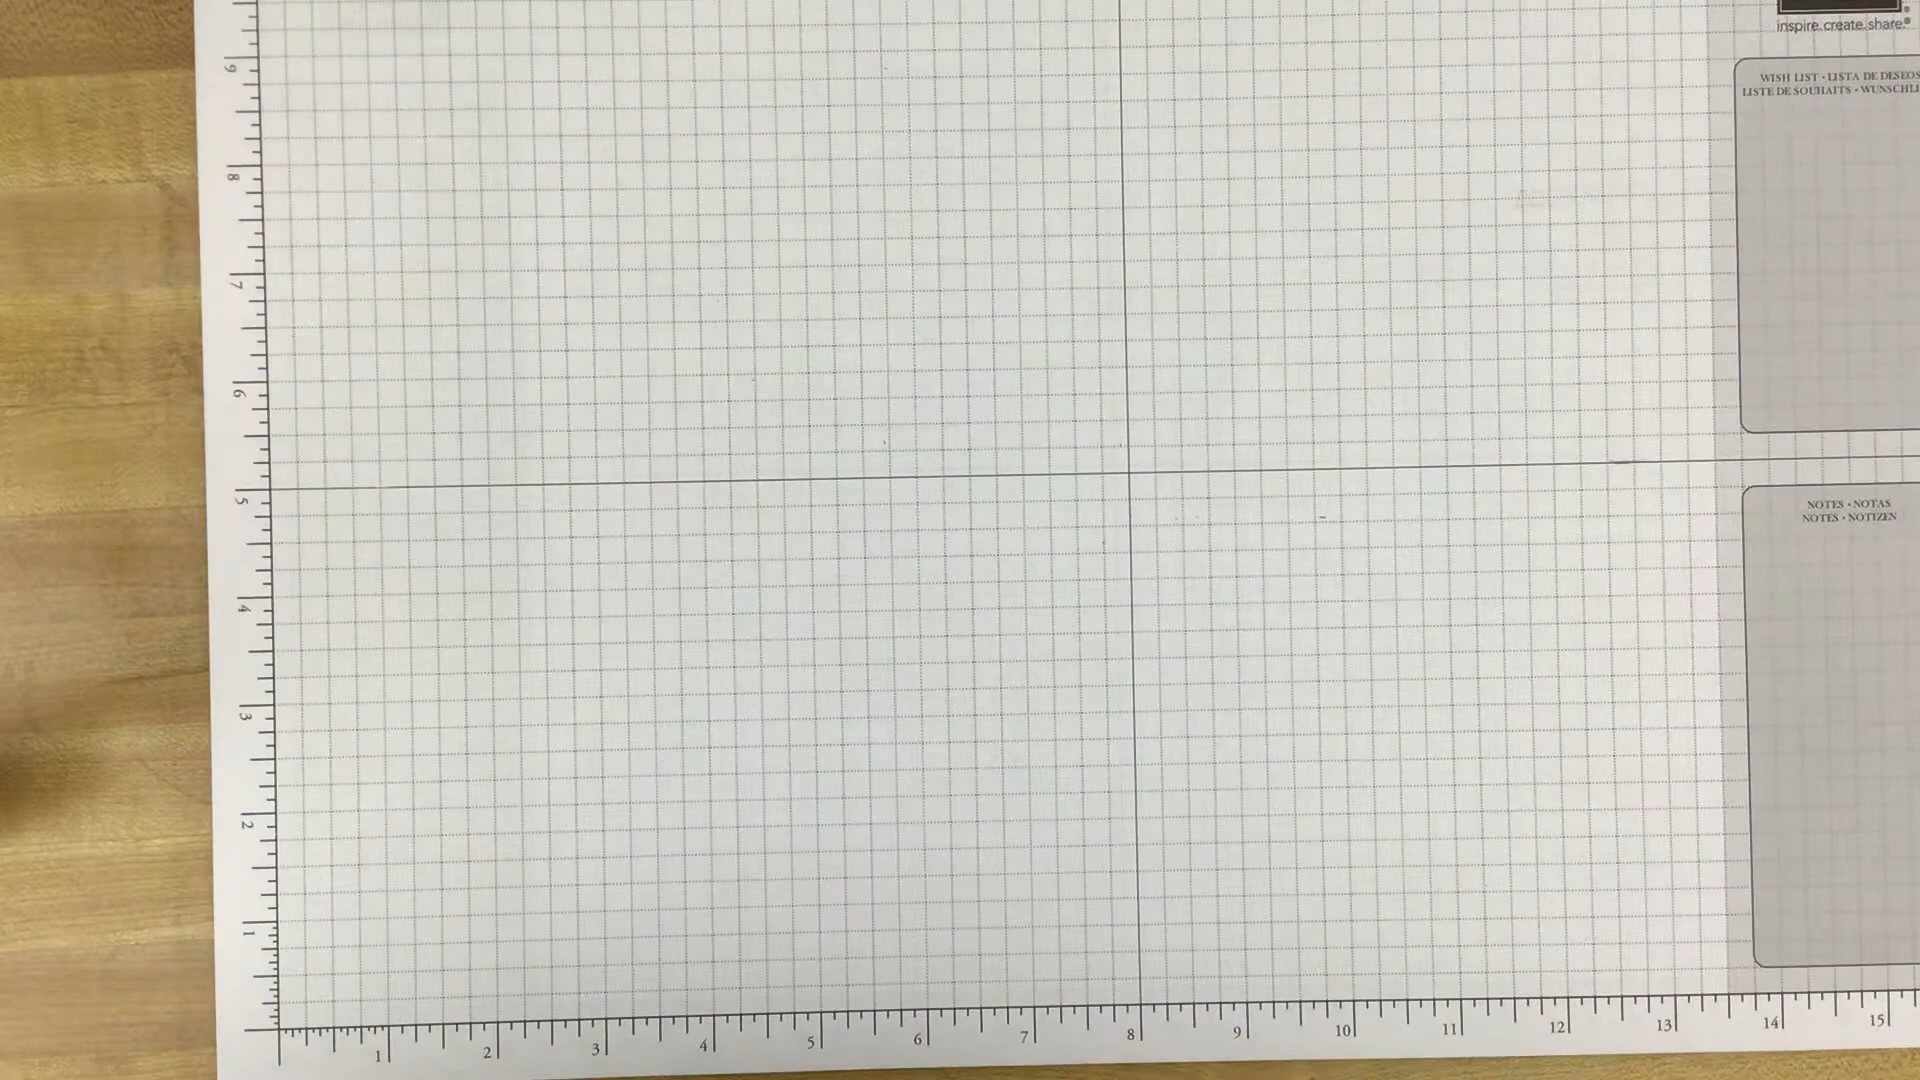 inspire.create.share.®
WISH LIST • LISTA DE DESEOS
LISTE DE SOUHAITS •
NOTES • NOTAS
NOTES • NOTIZEN
9
8
7
6
5
4
3
2
1
1 2 3 4 5 6 7 8 9 10 11 12 13 14 15